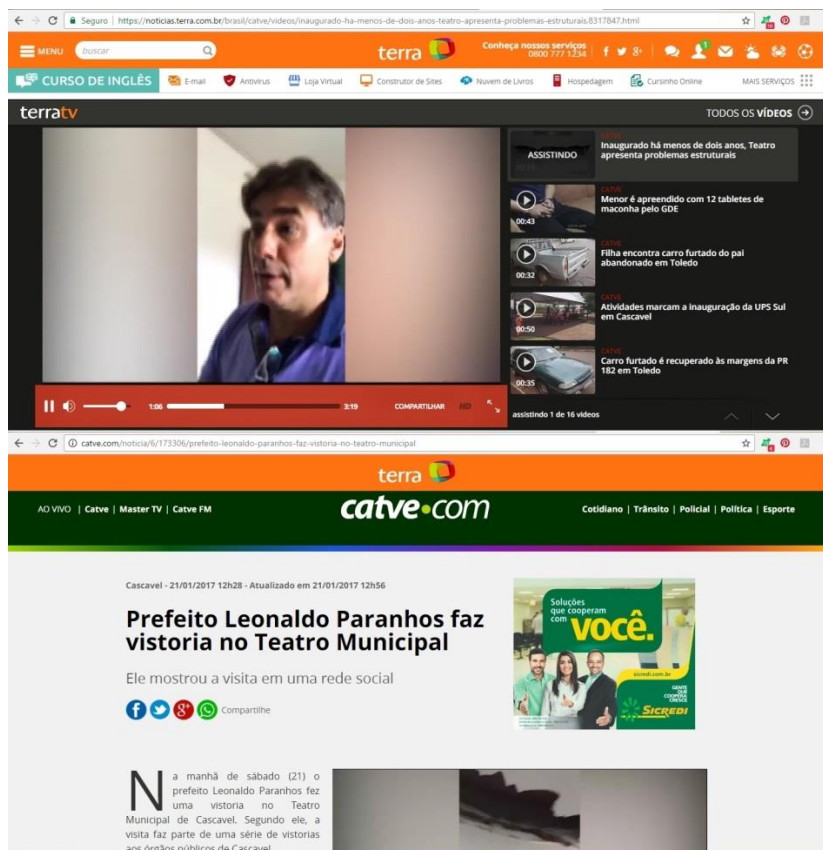 Seguro | https://noticias.terra.com.br/brasil/catve/videos/inaugurado-ha-menos-de-dois-anos-teatro-apresenta-problemas-estruturais,8317847.html
MENU buscar terra Conheça nossos serviços
0800 777 1234
CURSO DE INGLÊS E-mail Antivírus Loja Virtual Construtor de Sites Nuvem de Livros Hospedagem Cursinho Online MAIS SERVIÇOS
terratv TODOS OS VÍDEOS
ASSISTINDO
CATVE
Inaugurado há menos de dois anos, Teatro
apresenta problemas estruturais
00:43
CATVE
Menor é apreendido com 12 tabletes de
maconha pelo GDE
00:32
CATVE
Filha encontra carro furtado do pai
abandonado em Toledo
00:50
CATVE
Atividades marcam a inauguração da UPS Sul
em Cascavel
00:35
CATVE
Carro furtado é recuperado às margens da PR
182 em Toledo
1:06 3:19 COMPARTILHAR HD
assistindo 1 de 16 videos
catve.com/noticia/6/173306/prefeito-leonaldo-paranhos-faz-vistoria-no-teatro-municipal
terra
AO VIVO | Catve | Master TV | Catve FM catve.com Cotidiano | Trânsito | Policial | Política | Esporte
Cascavel - 21/01/2017 12h28 - Atualizado em 21/01/2017 12h56
Prefeito Leonaldo Paranhos faz
vistoria no Teatro Municipal
Ele mostrou a visita em uma rede social
Compartilhe
Soluções
que cooperam
com VOCÊ.
sicredi.com.br
GENTE
QUE
COOPERA
CRESCE
SICREDI
Na manhã de sábado (21) o
prefeito Leonaldo Paranhos fez
uma vistoria no Teatro
Municipal de Cascavel. Segundo ele, a
visita faz parte de uma série de vistorias
aos órgãos públicos de Cascavel